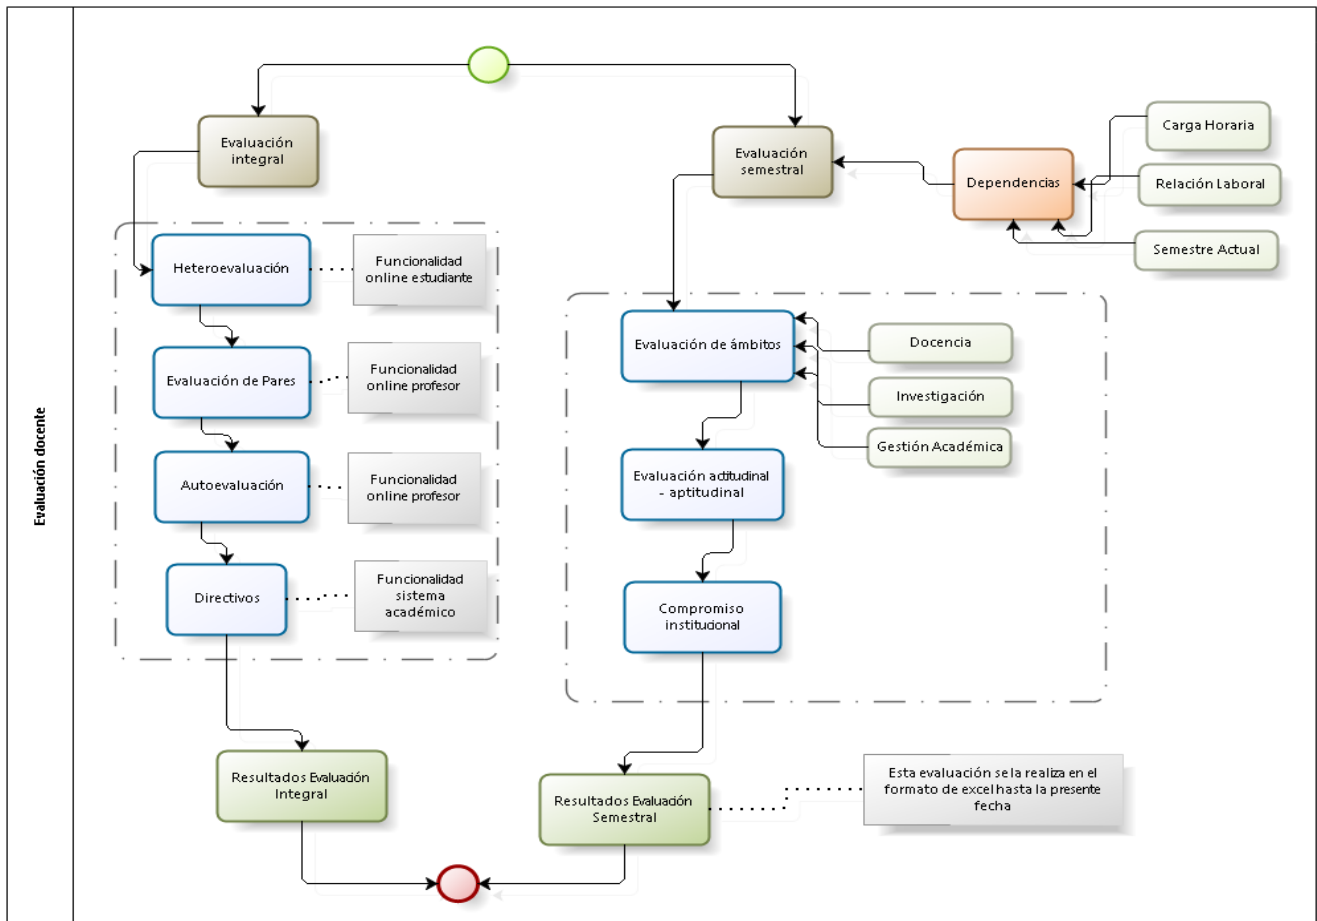 Evaluación docente
Evaluación
integral
Evaluación
semestral
Dependencias
Carga Horaria
Relación Laboral
Semestre Actual
Heteroevaluación
Funcionalidad
online estudiante
Evaluación de Pares
Funcionalidad
online profesor
Autoevaluación
Funcionalidad
online profesor
Directivos
Funcionalidad
sistema
académico
Evaluación de ámbitos
Docencia
Investigación
Gestión Académica
Evaluación actitudinal
- aptitudinal
Compromiso
institucional
Resultados Evaluación
Integral
Resultados Evaluación
Semestral
Esta evaluación se la realiza en el
formato de excel hasta la presente
fecha